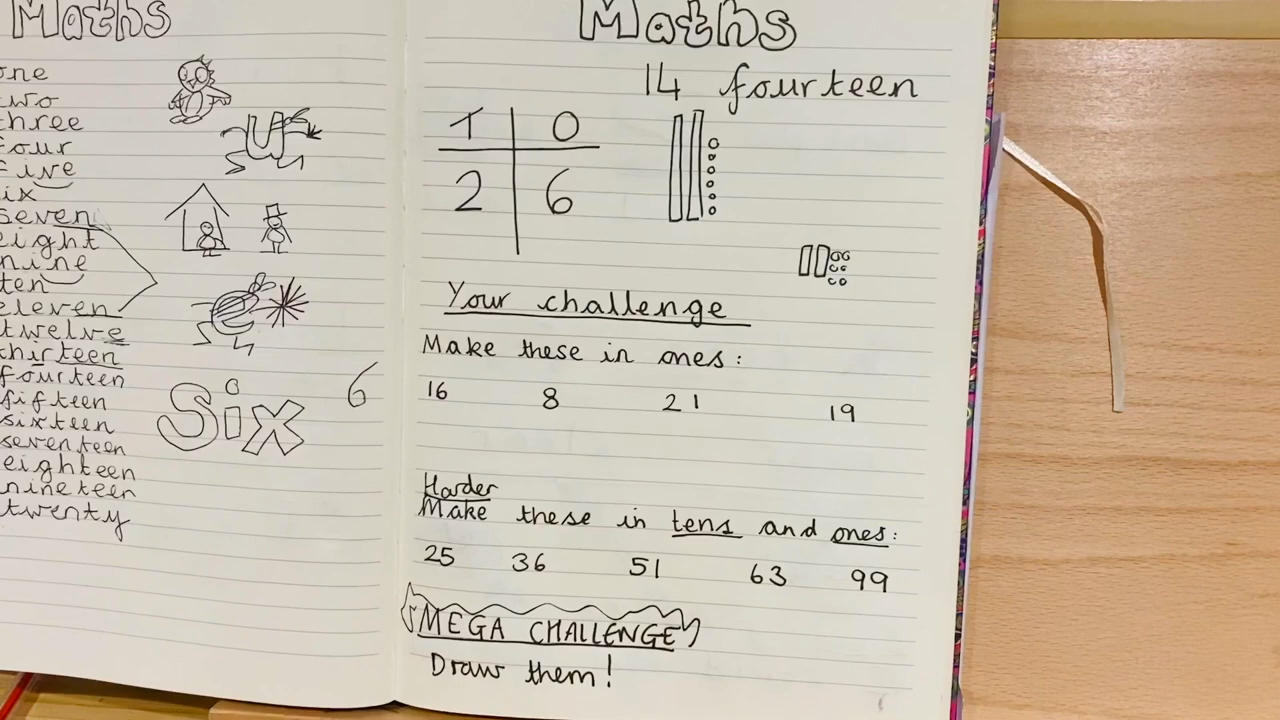 Maths
one
two
three
four
five
six
seven
eight
nine
ten
eleven
twelve
thirteen
fourteen
fifteen
sixteen
seventeen
eighteen
nineteen
twenty
Six 6
Maths
14 fourteen
T O
2 6
Your challenge
Make these in ones:
16 8 21 19
Harder
Make these in tens and ones:
25 36 51 63 99
MEGA CHALLENGE
Draw them!